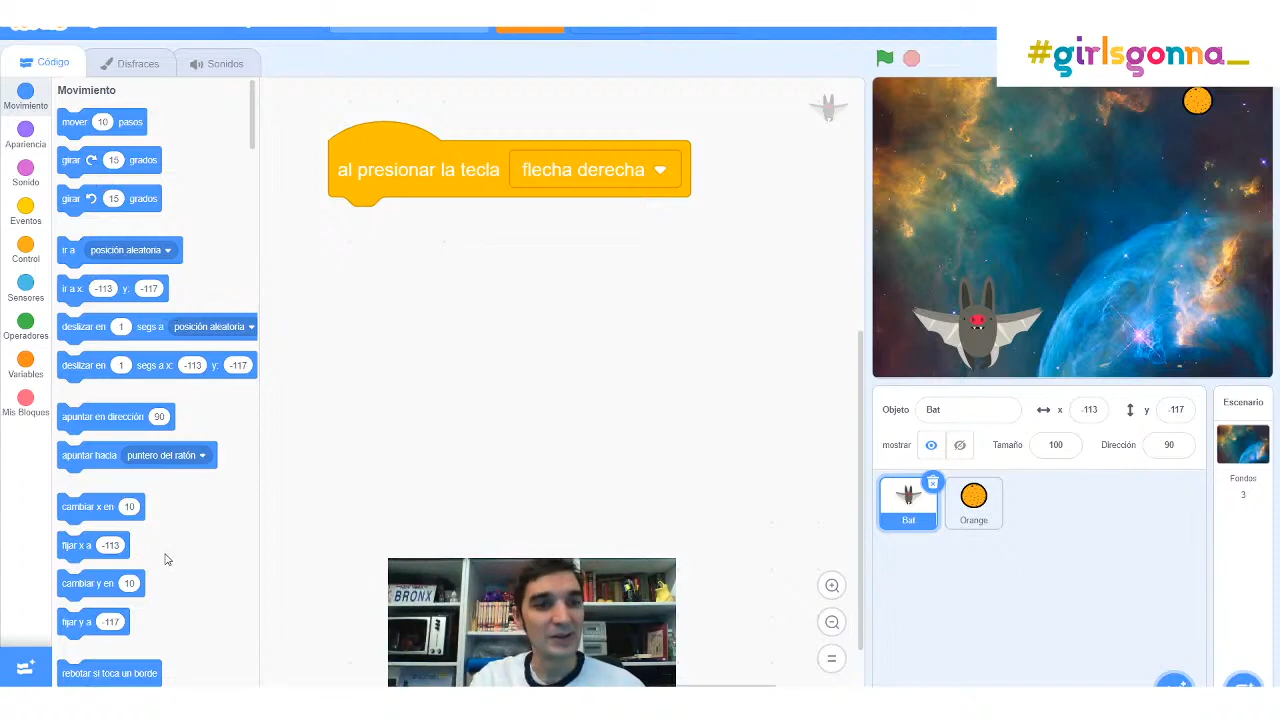 #girlsgonna_
Código
Disfraces
Sonidos
Movimiento
Apariencia
Sonido
Eventos
Control
Sensores
Operadores
Variables
Mis Bloques
Movimiento
mover 10 pasos
girar 15 grados
girar 15 grados
ir a posición aleatoria
ir a x: -113 y: -117
deslizar en 1 segs a posición aleatoria
deslizar en 1 segs a x: -113 y: -117
apuntar en dirección 90
apuntar hacia puntero del ratón
cambiar x en 10
fijar x a -113
cambiar y en 10
fijar y a -117
rebotar si toca un borde
al presionar la tecla flecha derecha
BRONX
Objeto Bat x -113 y -117
mostrar Tamaño 100 Dirección 90
Bat
Orange
Escenario
Fondos
3